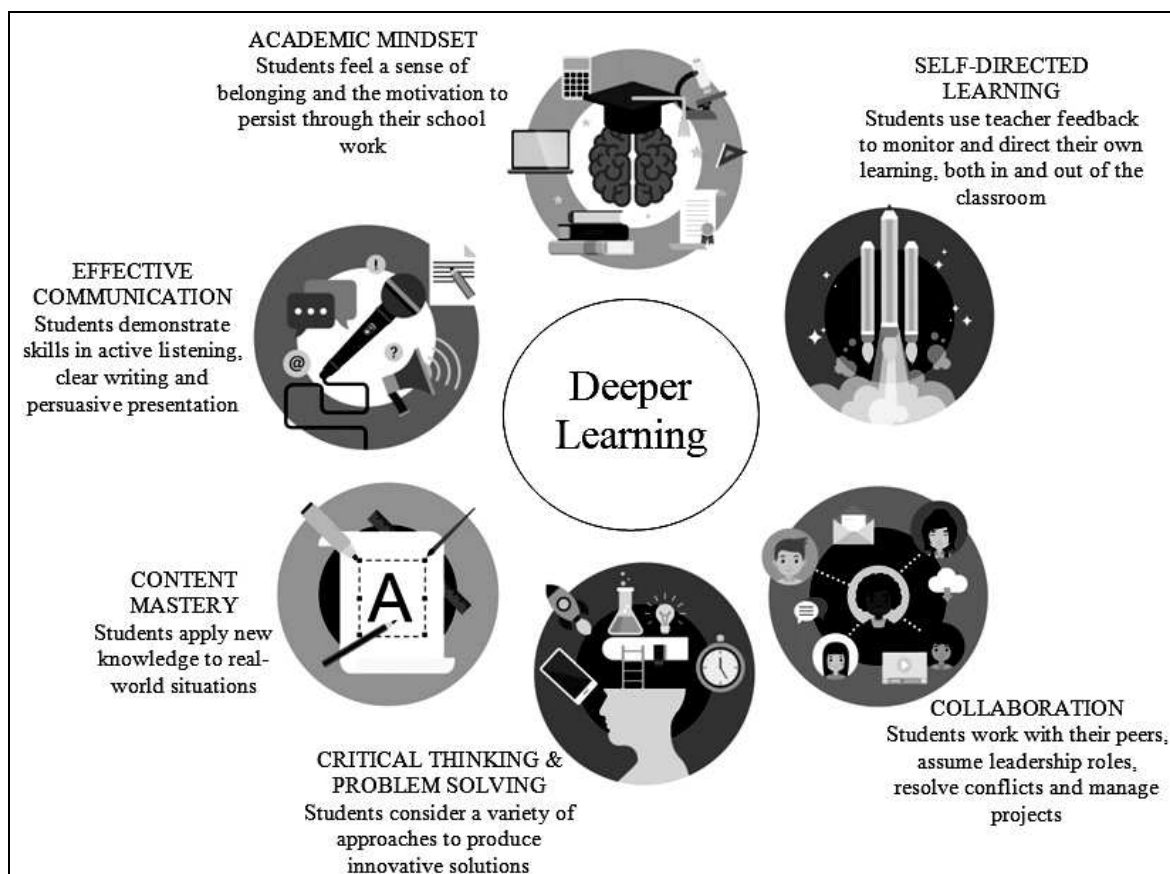 ACADEMIC MINDSET
Students feel a sense of
belonging and the motivation to
persist through their school
work
SELF-DIRECTED
LEARNING
Students use teacher feedback
to monitor and direct their own
learning, both in and out of the
classroom
EFFECTIVE
COMMUNICATION
Students demonstrate
skills in active listening,
clear writing and
persuasive presentation
!
@
?
Deeper
Learning
CONTENT
MASTERY
Students apply new
knowledge to real-
world situations
A
CRITICAL THINKING &
PROBLEM SOLVING
Students consider a variety of
approaches to produce
innovative solutions
COLLABORATION
Students work with their peers,
assume leadership roles,
resolve conflicts and manage
projects